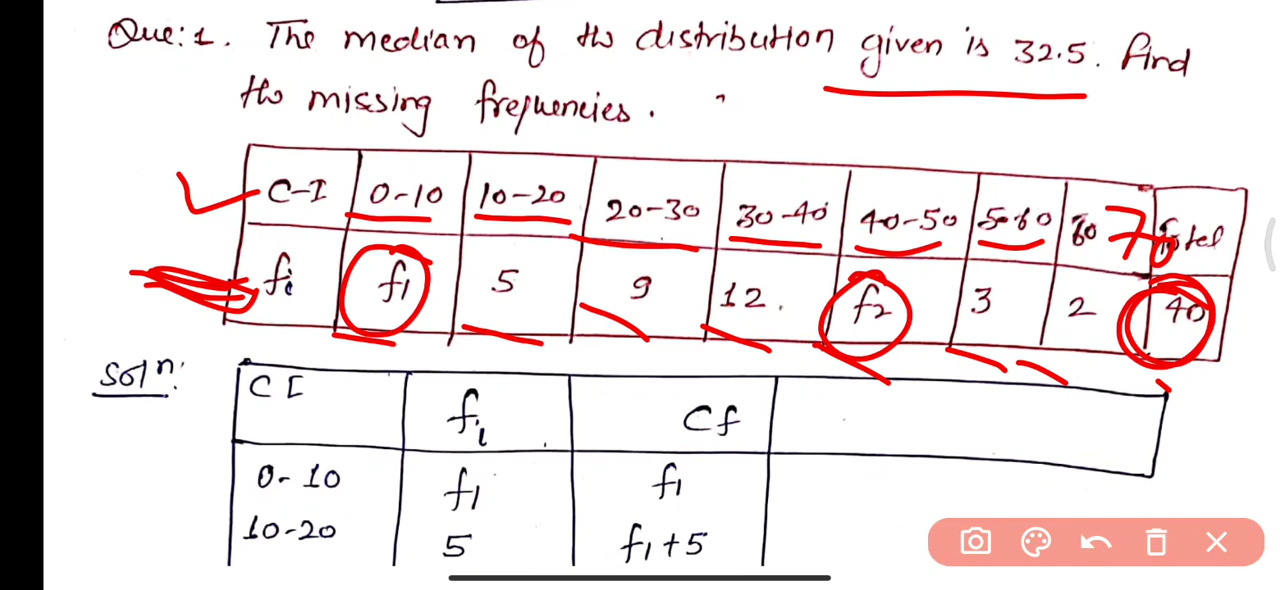 Que: 1. The median of the distribution given is 32.5. find
the missing frequencies.
C-I 0-10 10-20 20-30 30-40 40-50 50-60 60 70 Total
fi f1 5 9 12. f2 3 2 40
Soln:
CI fi Cf
0-10 f1 f1
10-20 5 f1+5